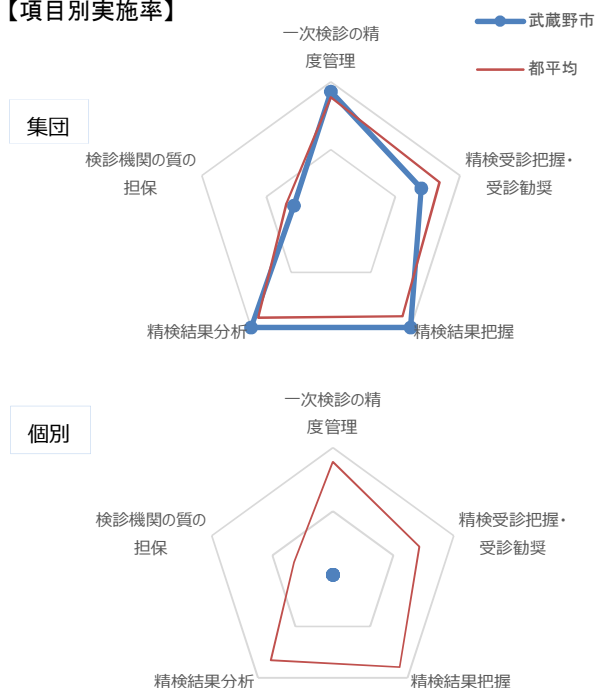 【項目別実施率】
武蔵野市
都平均
集団
一次検診の精
度管理
検診機関の質の
担保
精検受診把握・
受診勧奨
精検結果分析
精検結果把握
個別
一次検診の精
度管理
検診機関の質の
担保
精検受診把握・
受診勧奨
精検結果分析
精検結果把握